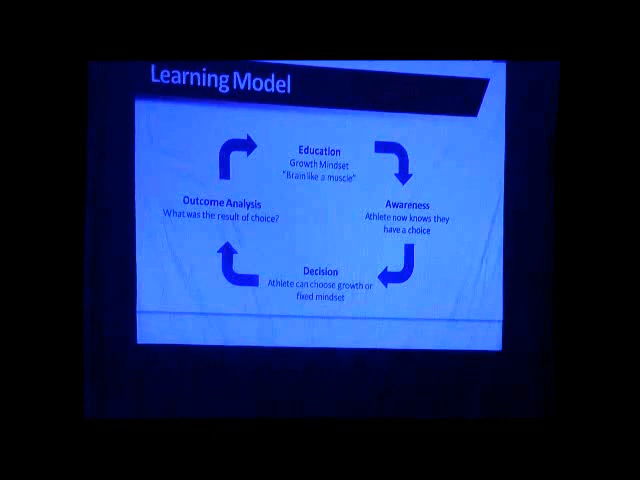 Learning Model
Education
Growth Mindset
"Brain like a muscle"
Awareness
Athlete now knows they
have a choice
Decision
Athlete can choose growth or
fixed mindset
Outcome Analysis
What was the result of choice?